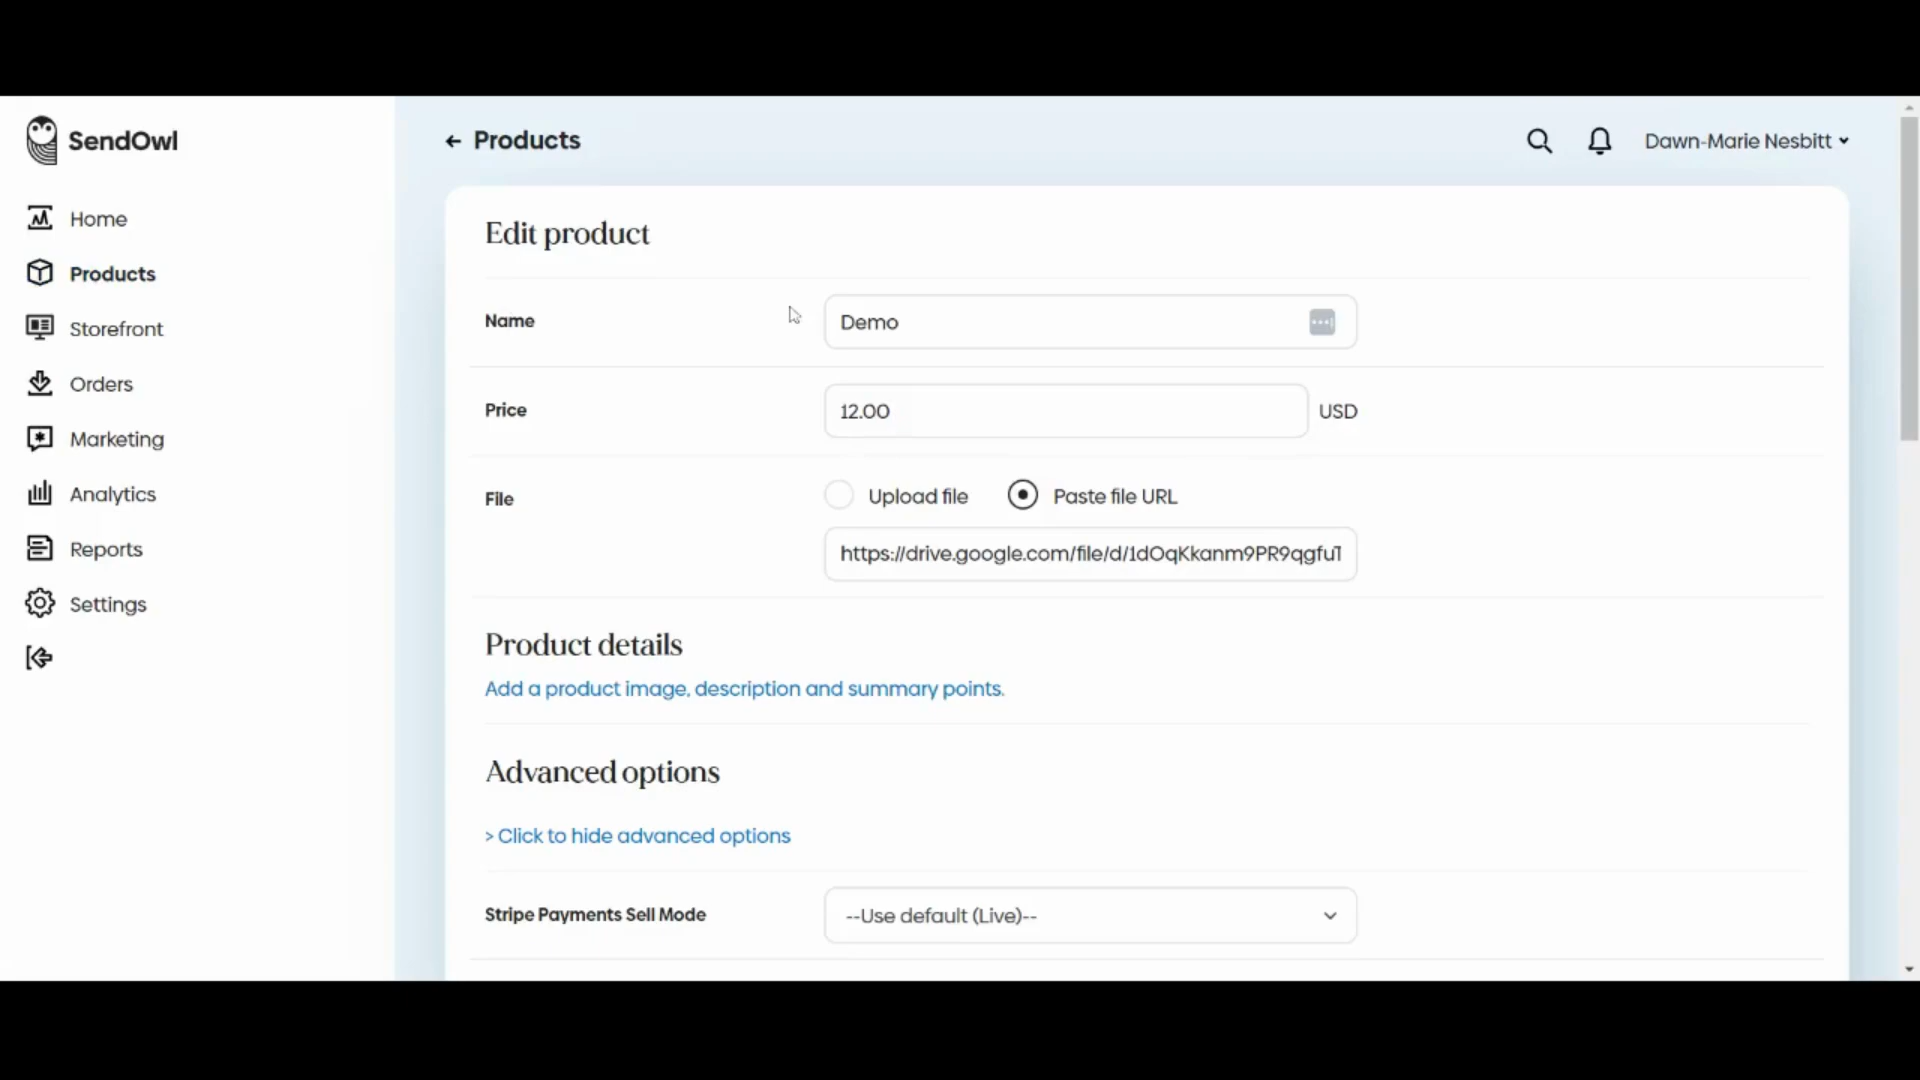 SendOwl
Home
Products
Storefront
Orders
Marketing
Analytics
Reports
Settings
← Products
Dawn-Marie Nesbitt
Edit product
Name
Demo
Price
12.00
USD
File
Upload file
Paste file URL
https://drive.google.com/file/d/1dOqKkanm9PR9qgfuT
Product details
Add a product image, description and summary points.
Advanced options
> Click to hide advanced options
Stripe Payments Sell Mode
--Use default (Live)--